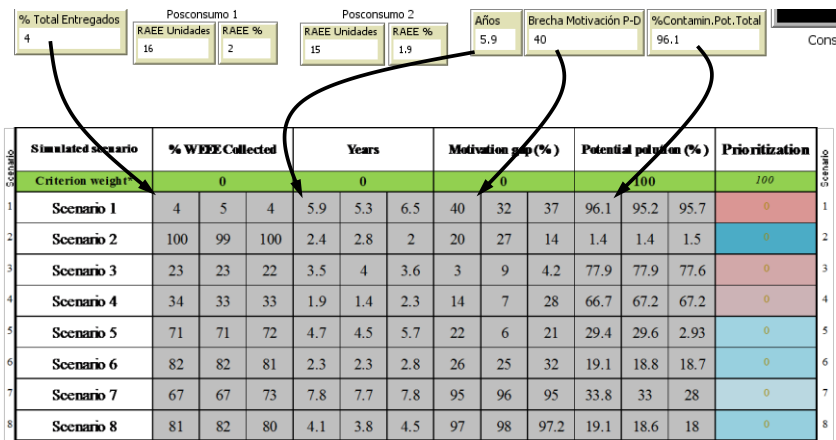 Posconsumo 1 Posconsumo 2
% Total Entregados RAEE Unidades RAEE % RAEE Unidades RAEE % Años Brecha Motivación P-D %Contamin.Pot.Total
4 16 2 15 1.9 5.9 40 96.1 Cons
Scenario Simulated scenario % WEEE Collected Years Motivation gap (%) Potential polution (%) Prioritization Scenario
Criterion weight* 0 0 0 100 100
1 Scenario 1 4 5 4 5.9 5.3 6.5 40 32 37 96.1 95.2 95.7 0 1
2 Scenario 2 100 99 100 2.4 2.8 2 20 27 14 1.4 1.4 1.5 0 2
3 Scenario 3 23 23 22 3.5 4 3.6 3 9 4.2 77.9 77.9 77.6 0 3
4 Scenario 4 34 33 33 1.9 1.4 2.3 14 7 28 66.7 67.2 67.2 0 4
5 Scenario 5 71 71 72 4.7 4.5 5.7 22 6 21 29.4 29.6 2.93 0 5
6 Scenario 6 82 82 81 2.3 2.3 2.8 26 25 32 19.1 18.8 18.7 0 6
7 Scenario 7 67 67 73 7.8 7.7 7.8 95 96 95 33.8 33 28 0 7
8 Scenario 8 81 82 80 4.1 3.8 4.5 97 98 97.2 19.1 18.6 18 0 8